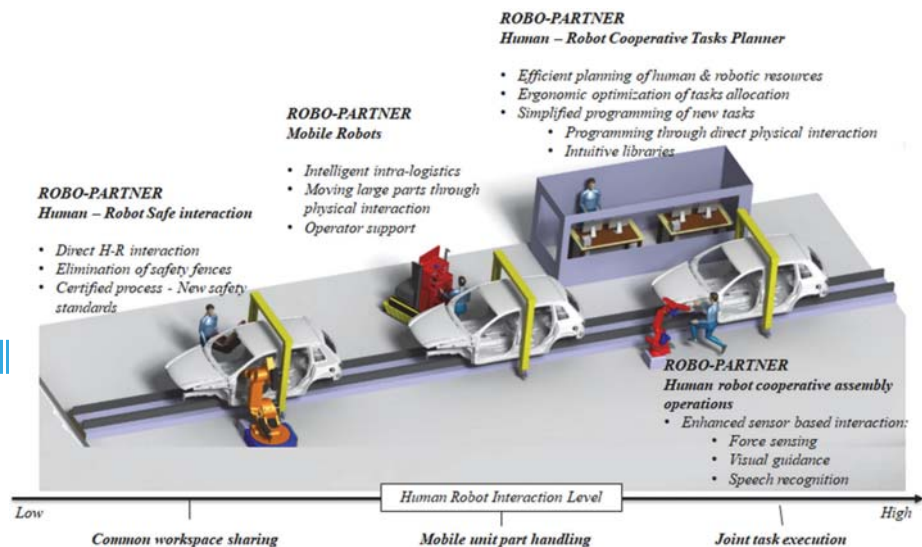 ROBO-PARTNER
Human – Robot Cooperative Tasks Planner
• Efficient planning of human & robotic resources
• Ergonomic optimization of tasks allocation
• Simplified programming of new tasks
• Programming through direct physical interaction
• Intuitive libraries
ROBO-PARTNER
Mobile Robots
• Intelligent intra-logistics
• Moving large parts through
physical interaction
• Operator support
ROBO-PARTNER
Human – Robot Safe interaction
• Direct H-R interaction
• Elimination of safety fences
• Certified process - New safety
standards
ROBO-PARTNER
Human robot cooperative assembly
operations
• Enhanced sensor based interaction:
• Force sensing
• Visual guidance
• Speech recognition
Human Robot Interaction Level
Low
High
Common workspace sharing
Mobile unit part handling
Joint task execution